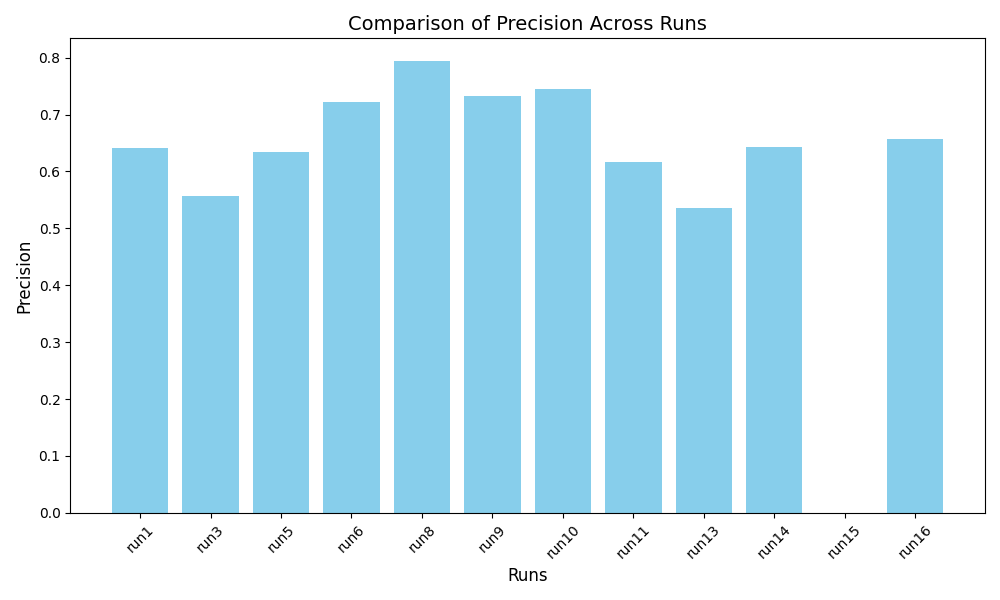 Comparison of Precision Across Runs
Precision
0.8
0.7
0.6
0.5
0.4
0.3
0.2
0.1
0.0
run1 run3 run5 run6 run8 run9 run10 run11 run13 run14 run15 run16
Runs